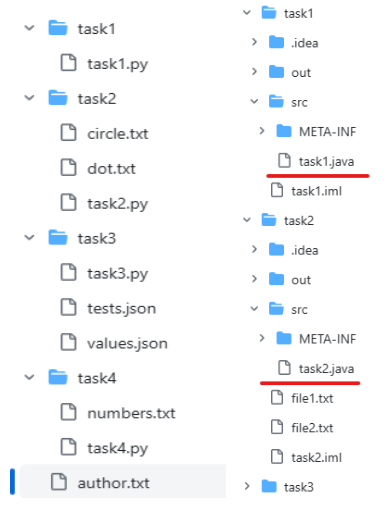 task1
task1.py
task2
circle.txt
dot.txt
task2.py
task3
task3.py
tests.json
values.json
task4
numbers.txt
task4.py
author.txt
task1
.idea
out
src
META-INF
task1.java
task1.iml
task2
.idea
out
src
META-INF
task2.java
file1.txt
file2.txt
task2.iml
task3